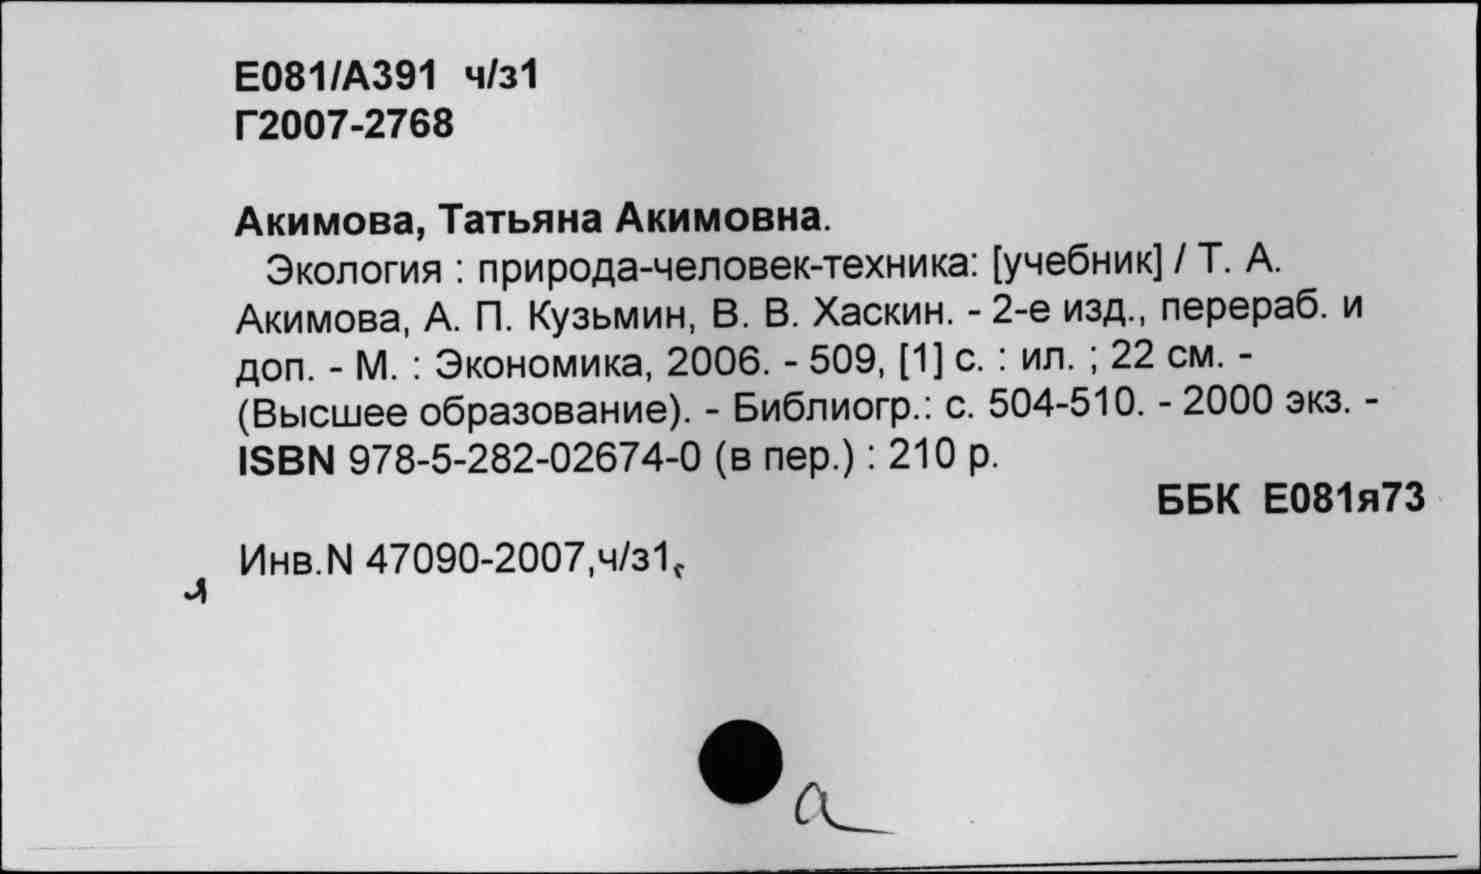 Е081/А391 ч/з1
Г2007-2768
Акимова, Татьяна Акимовна.
Экология : природа-человек-техника: [учебник] / Т. А.
Акимова, А. П. Кузьмин, В. В. Хаскин. - 2-е изд., перераб. и
доп. - М. : Экономика, 2006. - 509, [1] с. : ил. ; 22 см. -
(Высшее образование). - Библиогр.: с. 504-510. - 2000 экз. -
ISBN 978-5-282-02674-0 (в пер.) : 210 р.
ББК Е081я73
Инв.N 47090-2007,ч/з1,
а